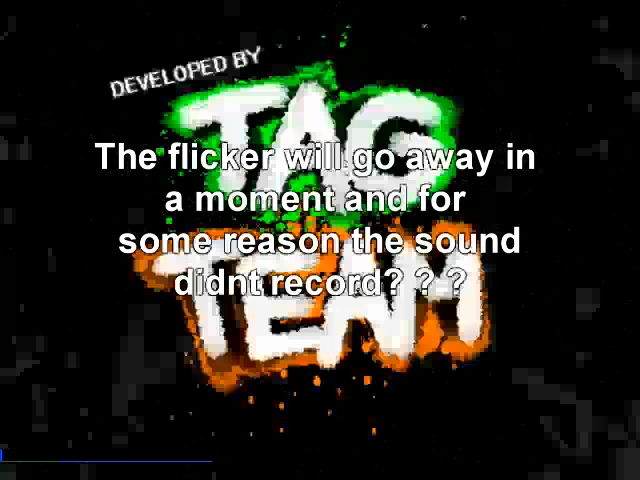 DEVELOPED BY
TAG
TEAM
The flicker will go away in
a moment and for
some reason the sound
didnt record? ? ?